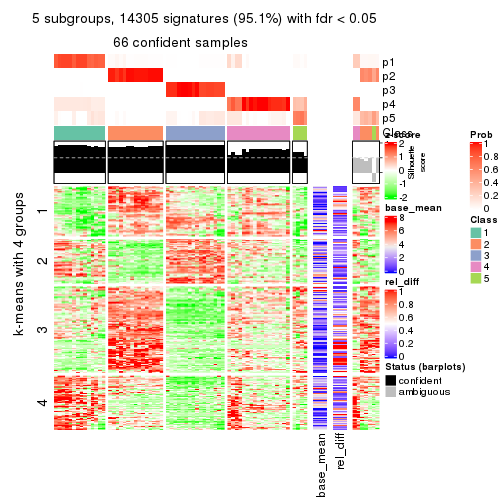 5 subgroups, 14305 signatures (95.1%) with fdr < 0.05
66 confident samples
p1
p2
p3
p4
p5
Class
z-score
2
1
0
-1
-2
Silhouette
score
Prob
1
0.8
0.6
0.4
0.2
0
base_mean
8
6
4
2
0
Class
1
2
3
4
5
rel_diff
1
0.8
0.6
0.4
0.2
0
Status (barplots)
confident
ambiguous
k-means with 4 groups
1
2
3
4
base_mean
rel_diff